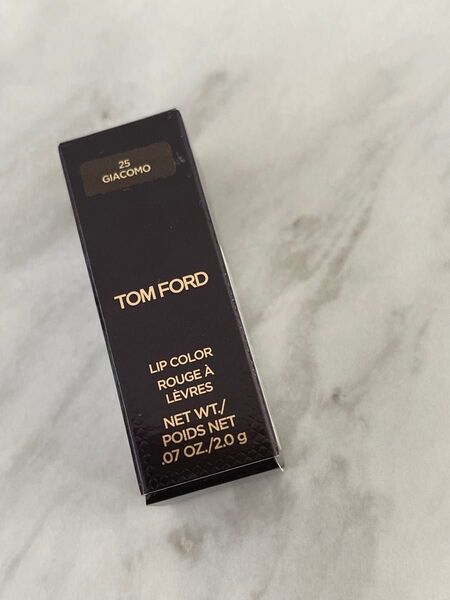 25
GIACOMO
TOM FORD
LIP COLOR
ROUGE À
LÈVRES
NET WT./
POIDS NET
.07 OZ./2.0 g